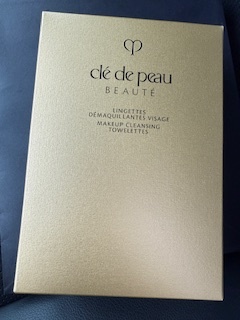 clé de peau
BEAUTÉ
LINGETTES
DÉMAQUILLANTES VISAGE
MAKEUP CLEANSING
TOWELETTES